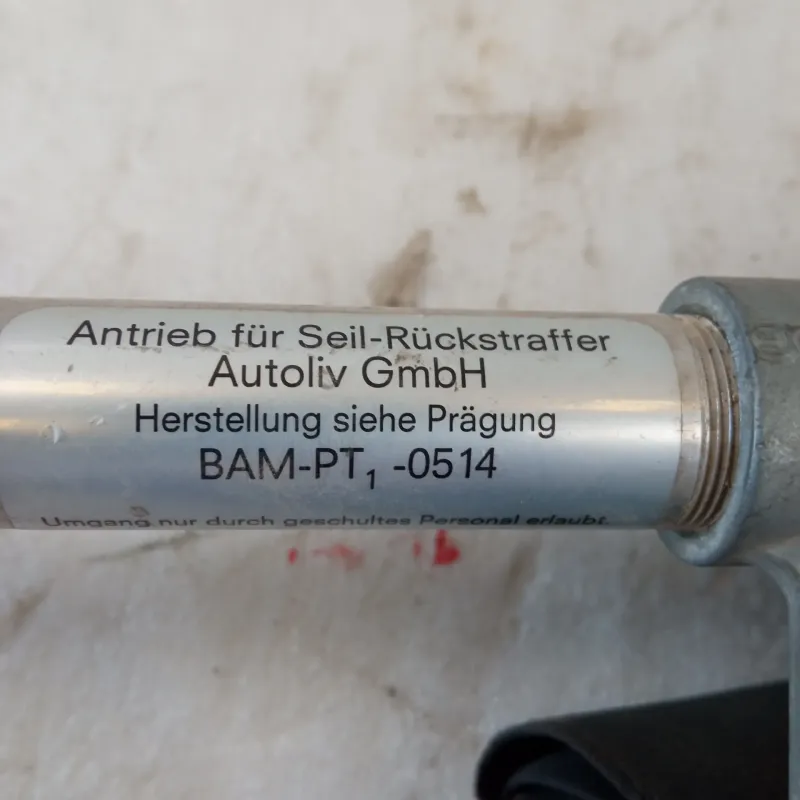 Antrieb für Seil-Rückstraffer
Autoliv GmbH
Herstellung siehe Prägung
BAM-PT₁ -0514
Umgang nur durch geschultes Personal erlaubt.